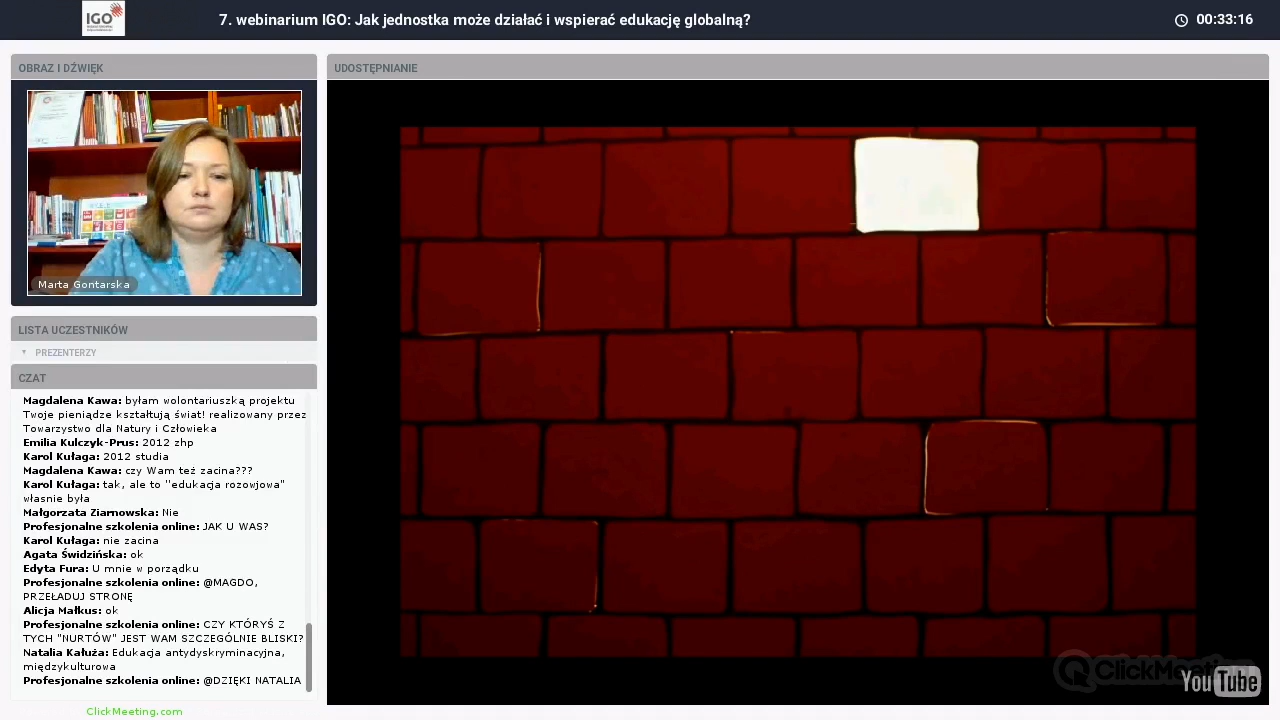 IGO
7. webinarium IGO: Jak jednostka może działać i wspierać edukację globalną?
00:33:16
OBRAZ I DŹWIĘK
Marta Gontarska
LISTA UCZESTNIKÓW
PREZENTERZY
CZAT
Magdalena Kawa: byłam wolontariuszką projektu
Twoje pieniądze kształtują świat! realizowany przez
Towarzystwo dla Natury i Człowieka
Emilia Kulczyk-Prus: 2012 zhp
Karol Kułaga: 2012 studia
Magdalena Kawa: czy Wam też zacina???
Karol Kułaga: tak, ale to "edukacja rozowjowa"
własnie była
Małgorzata Ziarnowska: Nie
Profesjonalne szkolenia online: JAK U WAS?
Karol Kułaga: nie zacina
Agata Świdzińska: ok
Edyta Fura: U mnie w porządku
Profesjonalne szkolenia online: @MAGDO,
PRZEŁADUJ STRONĘ
Alicja Małkus: ok
Profesjonalne szkolenia online: CZY KTÓRYŚ Z
TYCH "NURTÓW" JEST WAM SZCZEGÓLNIE BLISKI?
Natalia Kałuża: Edukacja antydyskryminacyjna,
międzykulturowa
Profesjonalne szkolenia online: @DZIĘKI NATALIA
ClickMeeting.com
UDOSTĘPNIANIE
ClickMeeting
YouTube